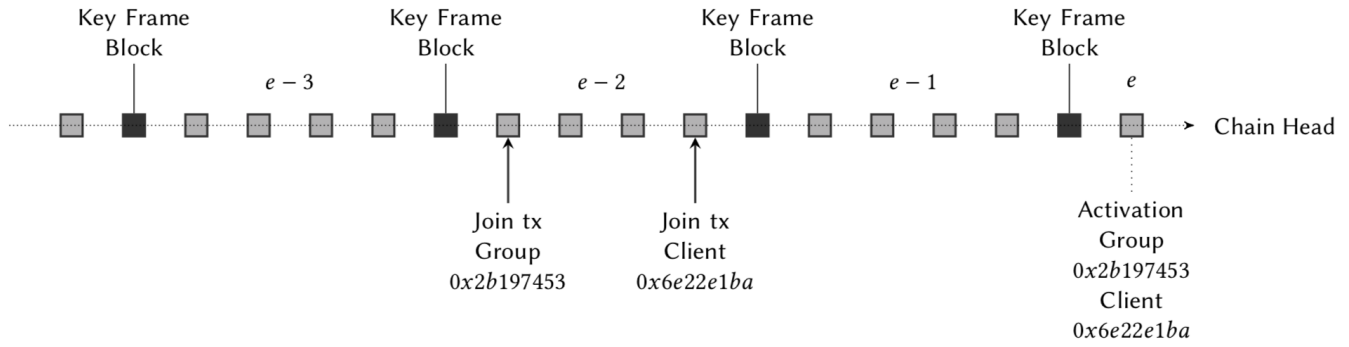 Key Frame
Block
Key Frame
Block
Key Frame
Block
Key Frame
Block
e − 3
e − 2
e − 1
e
Chain Head
Join tx
Group
0x2b197453
Join tx
Client
0x6e22e1ba
Activation
Group
0x2b197453
Client
0x6e22e1ba